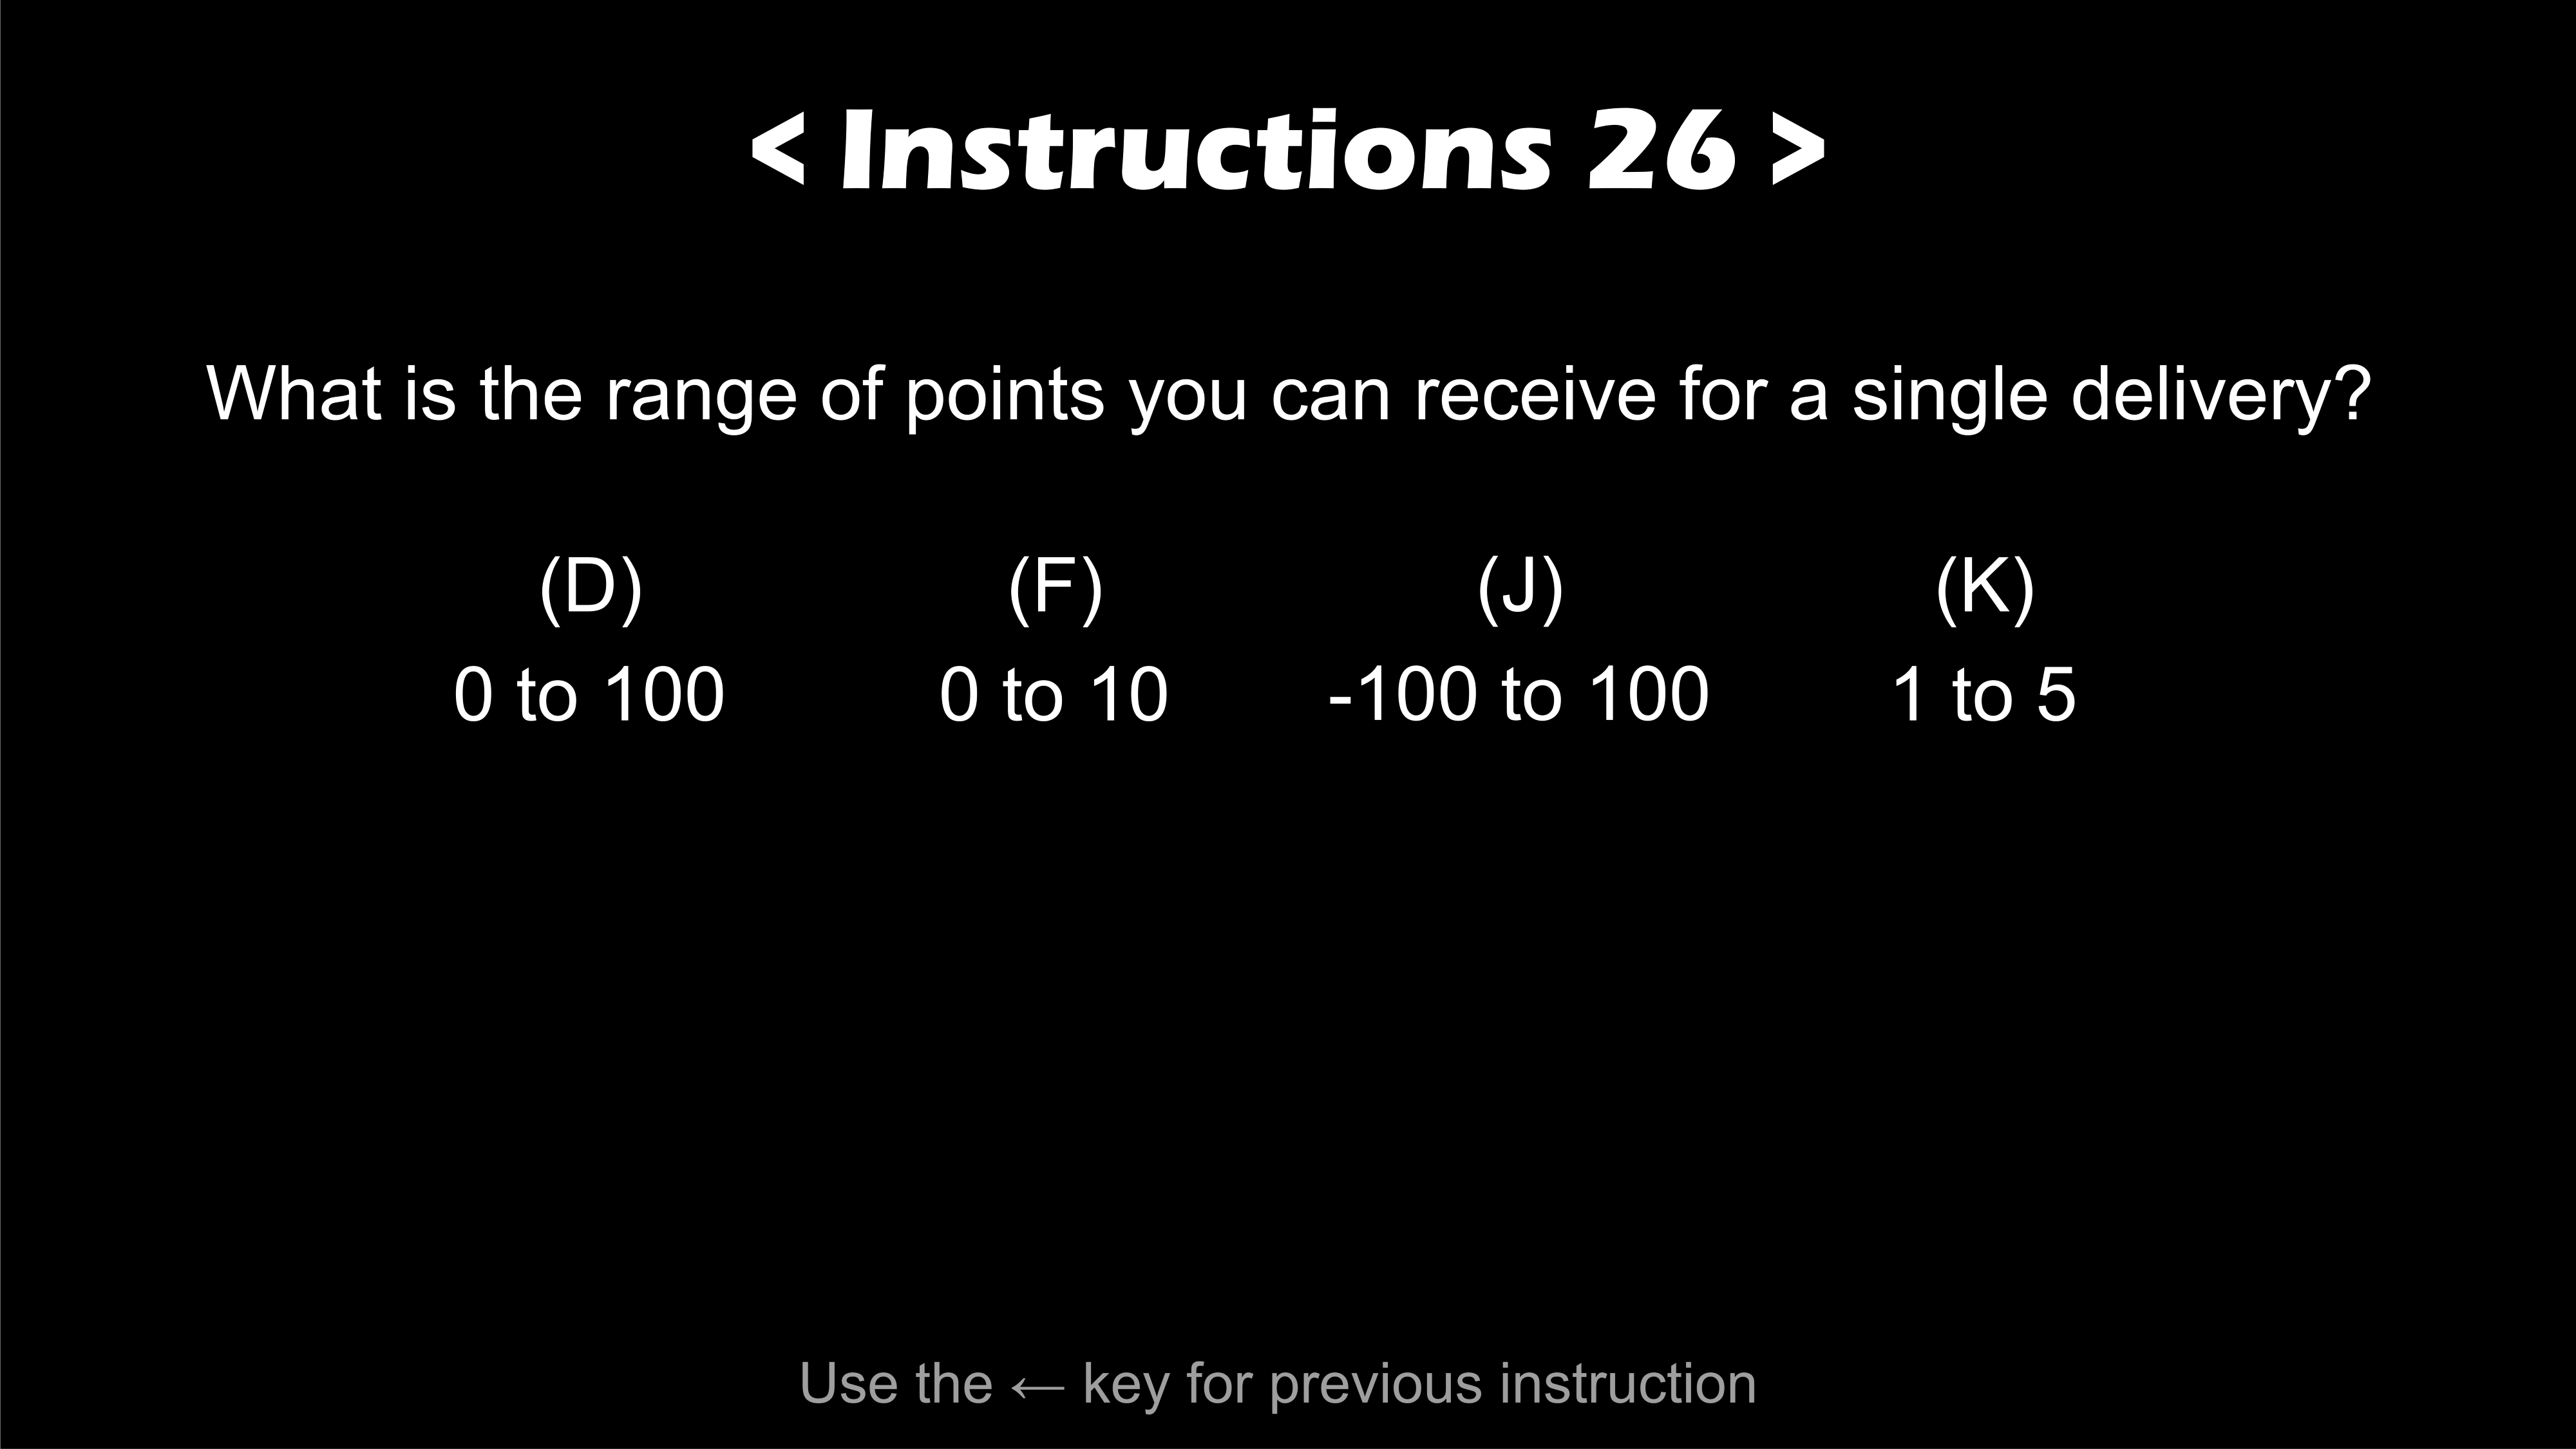 < Instructions 26 >
What is the range of points you can receive for a single delivery?
(D) (F) (J) (K)
0 to 100 0 to 10 -100 to 100 1 to 5
Use the ← key for previous instruction